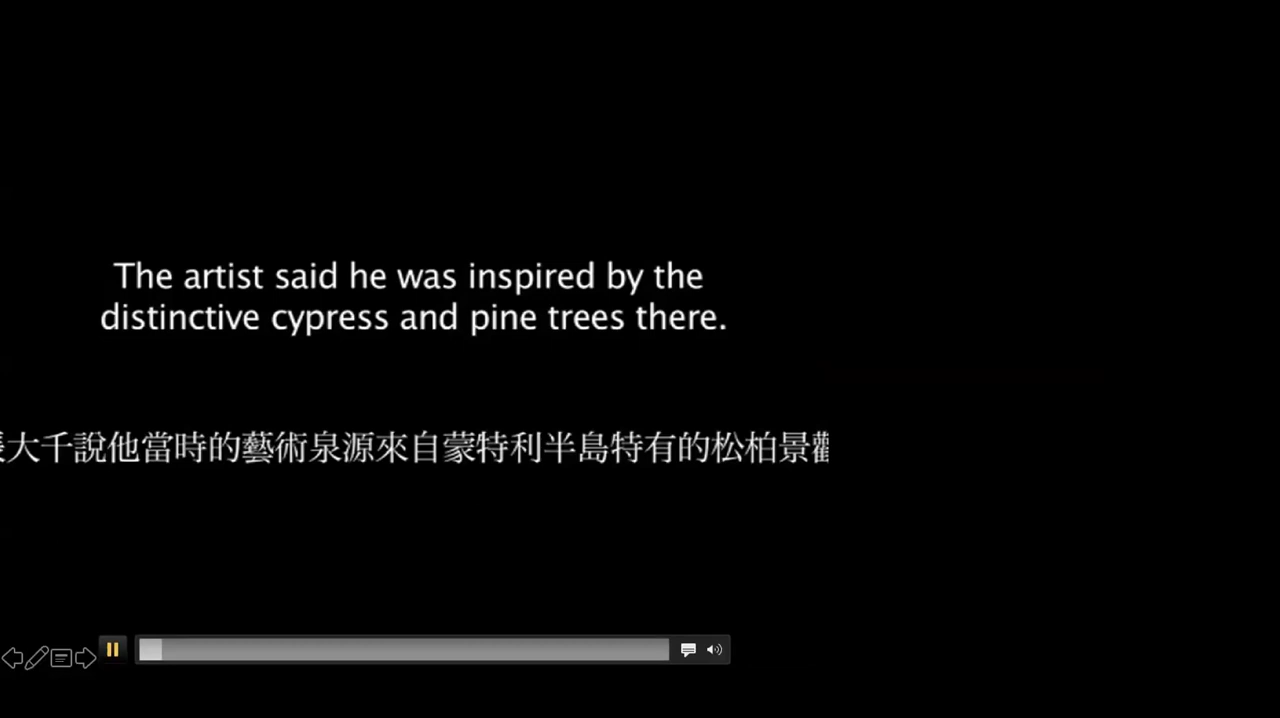 The artist said he was inspired by the
distinctive cypress and pine trees there.
大千說他當時的藝術泉源來自蒙特利半島特有的松柏景